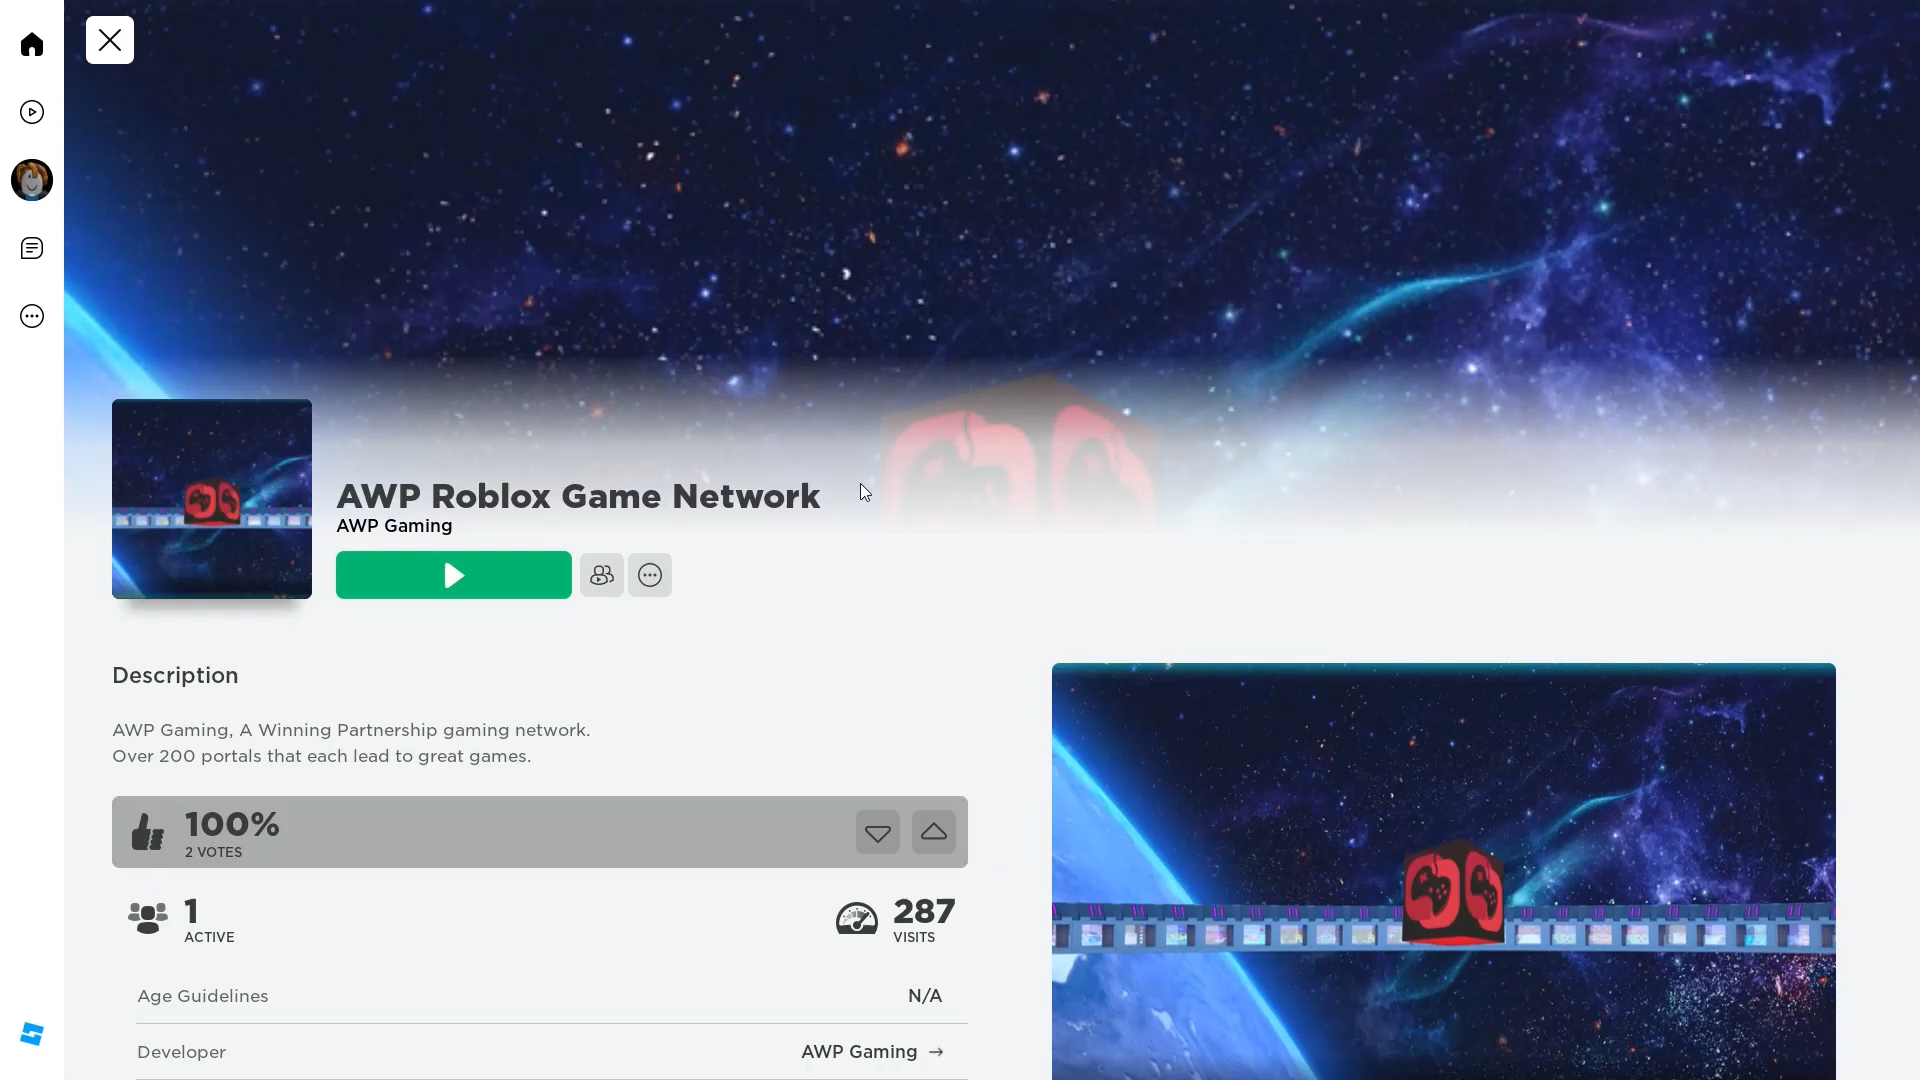 AWP Roblox Game Network
AWP Gaming
Description
AWP Gaming, A Winning Partnership gaming network.
Over 200 portals that each lead to great games.
100%
2 VOTES
1
ACTIVE
287
VISITS
Age Guidelines
N/A
Developer
AWP Gaming →